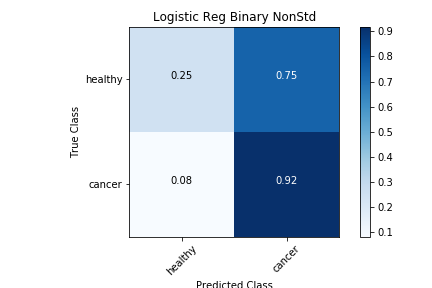 Logistic Reg Binary NonStd
True Class
healthy
0.25
0.75
cancer
0.08
0.92
healthy
cancer
Predicted Class
0.9
0.8
0.7
0.6
0.5
0.4
0.3
0.2
0.1